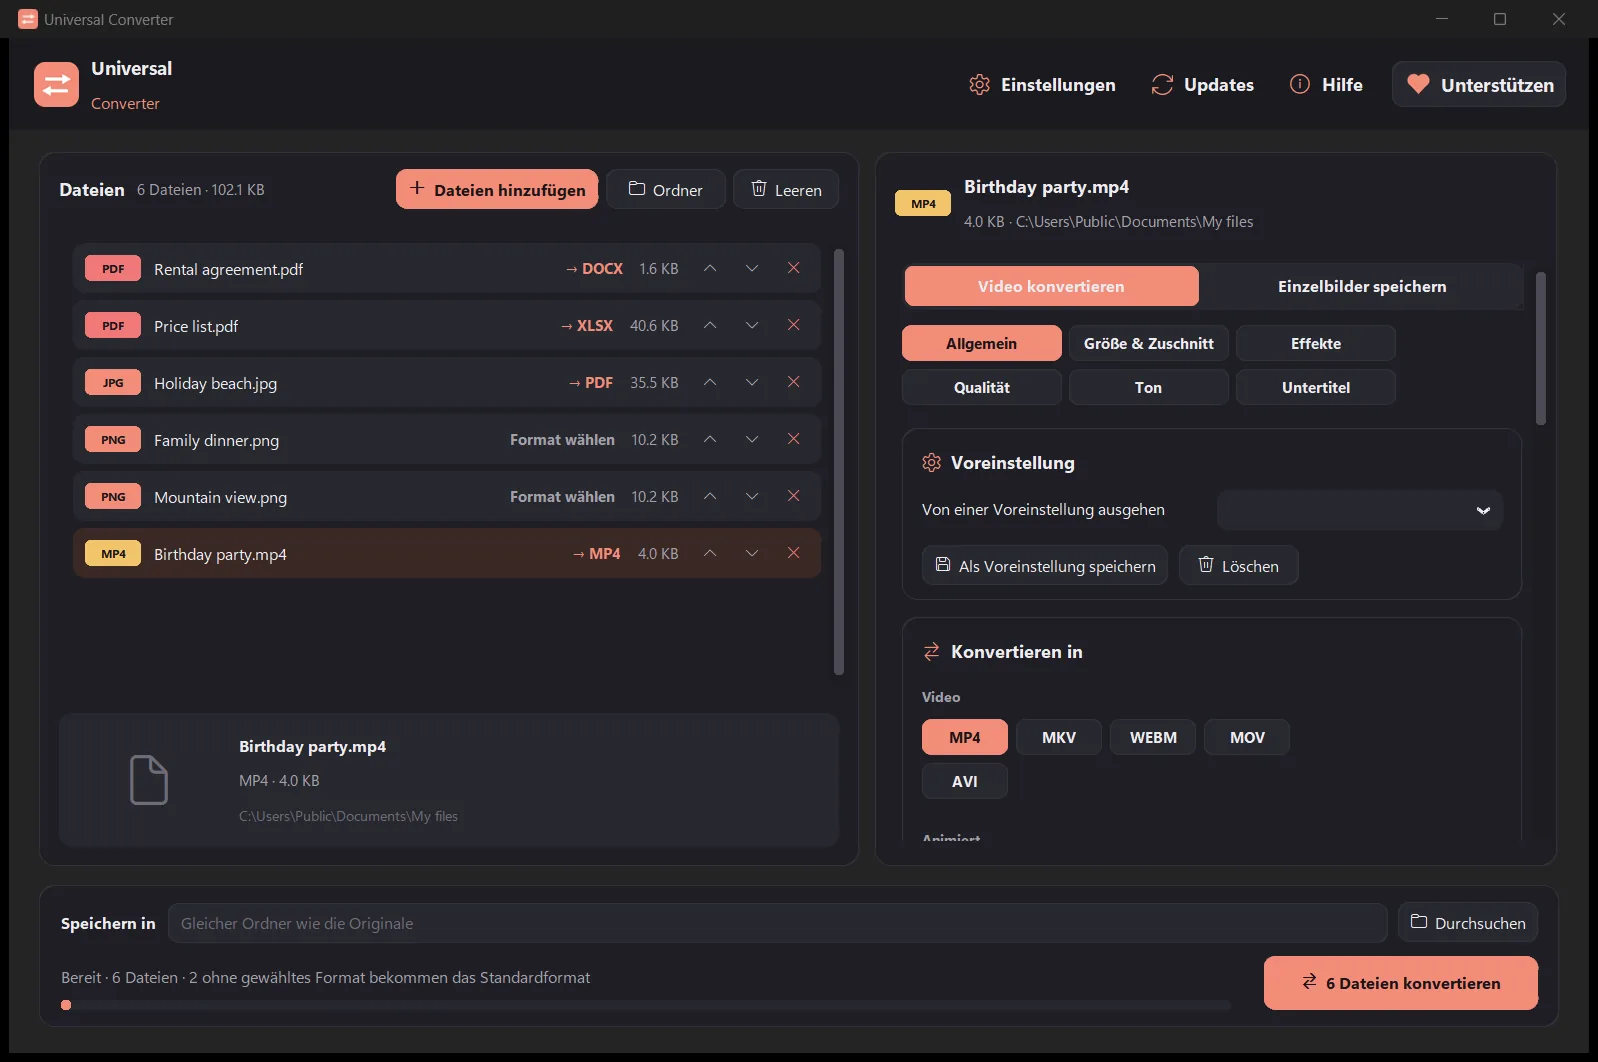 Universal Converter
Universal
Converter
Einstellungen
Updates
Hilfe
Unterstützen
Dateien 6 Dateien · 102.1 KB
Dateien hinzufügen
Ordner
Leeren
PDF Rental agreement.pdf → DOCX 1.6 KB
PDF Price list.pdf → XLSX 40.6 KB
JPG Holiday beach.jpg → PDF 35.5 KB
PNG Family dinner.png Format wählen 10.2 KB
PNG Mountain view.png Format wählen 10.2 KB
MP4 Birthday party.mp4 → MP4 4.0 KB
Birthday party.mp4
MP4 · 4.0 KB
C:\Users\Public\Documents\My files
MP4
Birthday party.mp4
4.0 KB · C:\Users\Public\Documents\My files
Video konvertieren
Einzelbilder speichern
Allgemein
Größe & Zuschnitt
Effekte
Qualität
Ton
Untertitel
Voreinstellung
Von einer Voreinstellung ausgehen
Als Voreinstellung speichern
Löschen
Konvertieren in
Video
MP4
MKV
WEBM
MOV
AVI
Animiert
Speichern in
Gleicher Ordner wie die Originale
Durchsuchen
Bereit · 6 Dateien · 2 ohne gewähltes Format bekommen das Standardformat
6 Dateien konvertieren